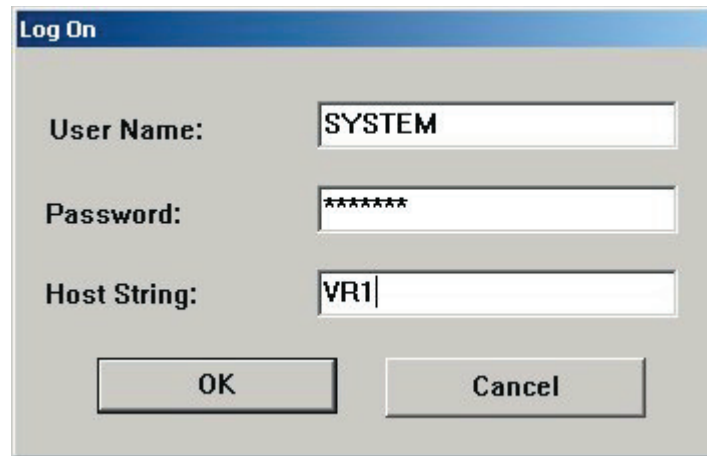 Log On
User Name: SYSTEM
Password: *******
Host String: VR1
OK Cancel